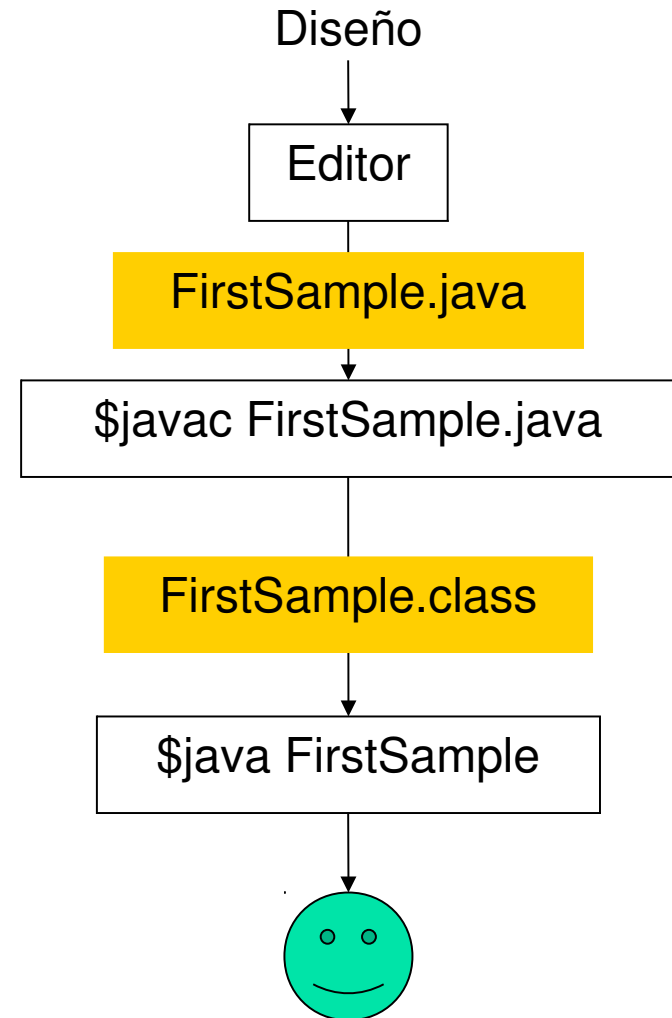 Diseño
Editor
FirstSample.java
$javac FirstSample.java
FirstSample.class
$java FirstSample